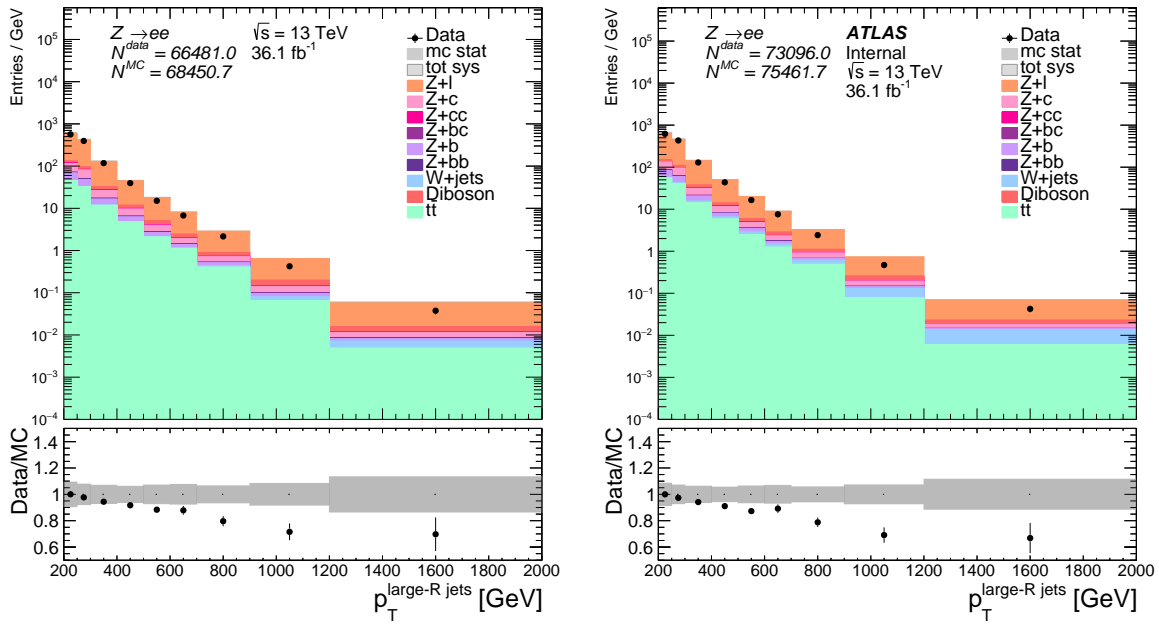 Entries / GeV
10⁵
10⁴
10³
10²
10
1
10⁻¹
10⁻²
10⁻³
10⁻⁴
Z →ee
N^data = 66481.0
N^MC = 68450.7
√s = 13 TeV
36.1 fb⁻¹
Data
mc stat
tot sys
Z+l
Z+c
Z+cc
Z+bc
Z+b
Z+bb
W+jets
Diboson
tt
Data/MC
1.4
1.2
1
0.8
0.6
200 400 600 800 1000 1200 1400 1600 1800 2000
p_T^large-R jets [GeV]
Entries / GeV
10⁵
10⁴
10³
10²
10
1
10⁻¹
10⁻²
10⁻³
10⁻⁴
Z →ee
N^data = 73096.0
N^MC = 75461.7
ATLAS
Internal
√s = 13 TeV
36.1 fb⁻¹
Data
mc stat
tot sys
Z+l
Z+c
Z+cc
Z+bc
Z+b
Z+bb
W+jets
Diboson
tt
Data/MC
1.4
1.2
1
0.8
0.6
200 400 600 800 1000 1200 1400 1600 1800 2000
p_T^large-R jets [GeV]